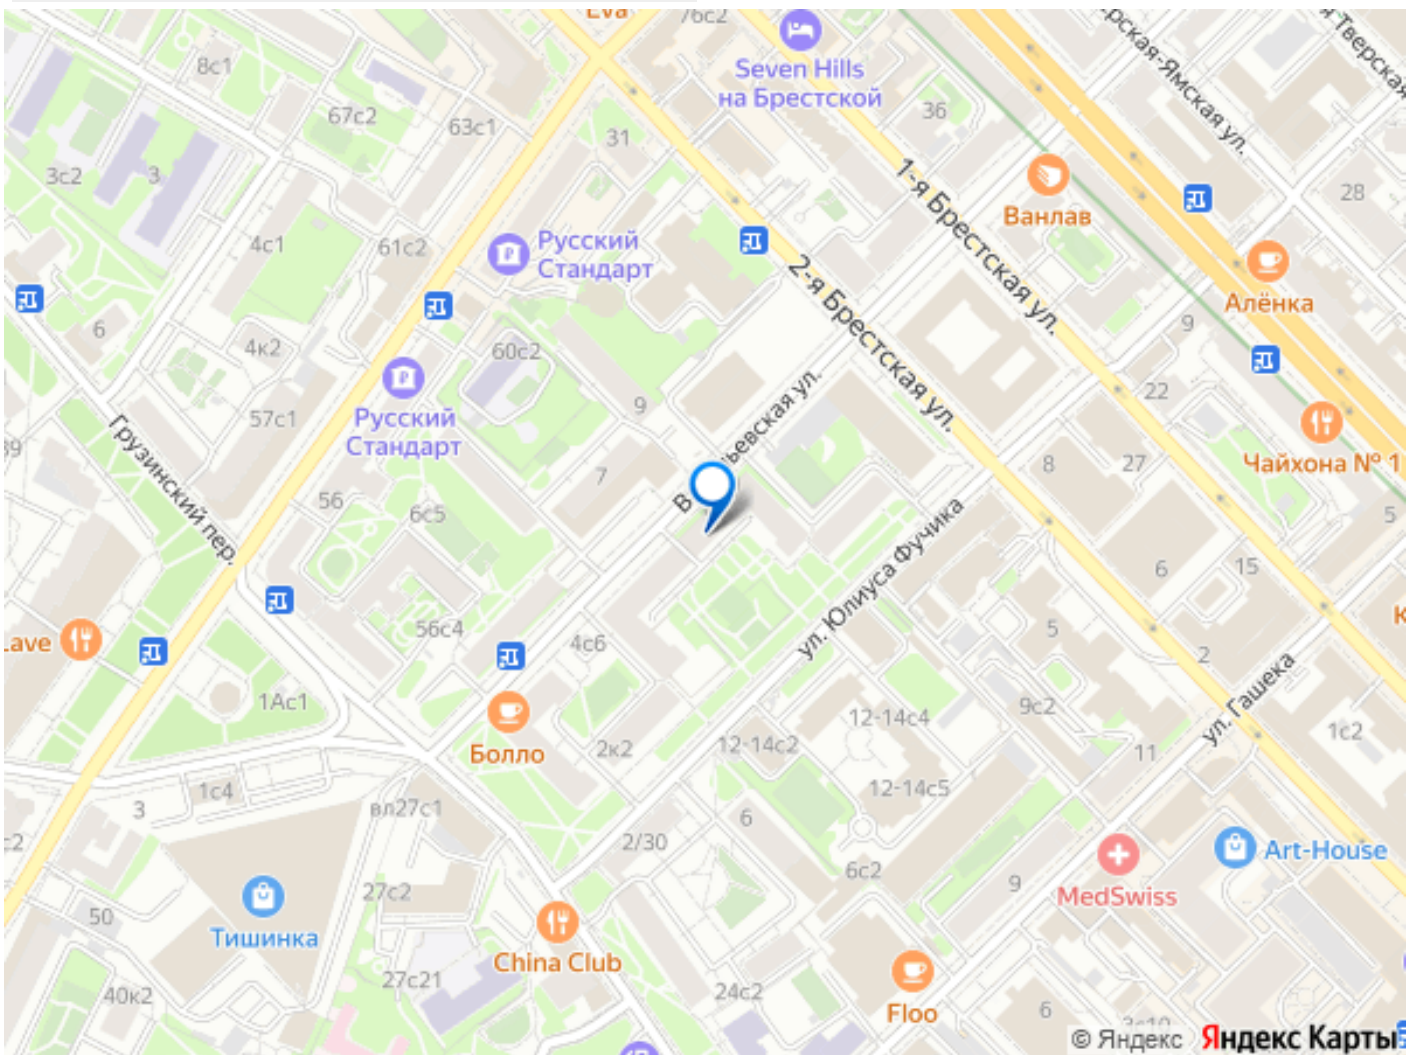 Eva
76с2
Seven Hills
на Брестской
8с1
67с2
63с1
31
36
28
3с2
3
4с1
61с2
Русский
Стандарт
1-я Брестская ул.
Ванлав
Алёнка
2-я Брестская ул.
6
4к2
60с2
9
9
57с1
Русский
Стандарт
22
Чайхона № 1
Грузинский пер.
56
6с5
7
8
27
5
ул. Юлиуса Фучика
6
15
56с4
4с6
5
2
ул. Гашека
1Ас1
Болло
2к2
12-14с2
12-14с4
9с2
11
1с2
1с4
3
вл27с1
12-14с5
6
2/30
6с2
9
MedSwiss
Art-House
50
Тишинка
27с2
China Club
27с21
40к2
24с2
Floo
6
© Яндекс Яндекс Карты